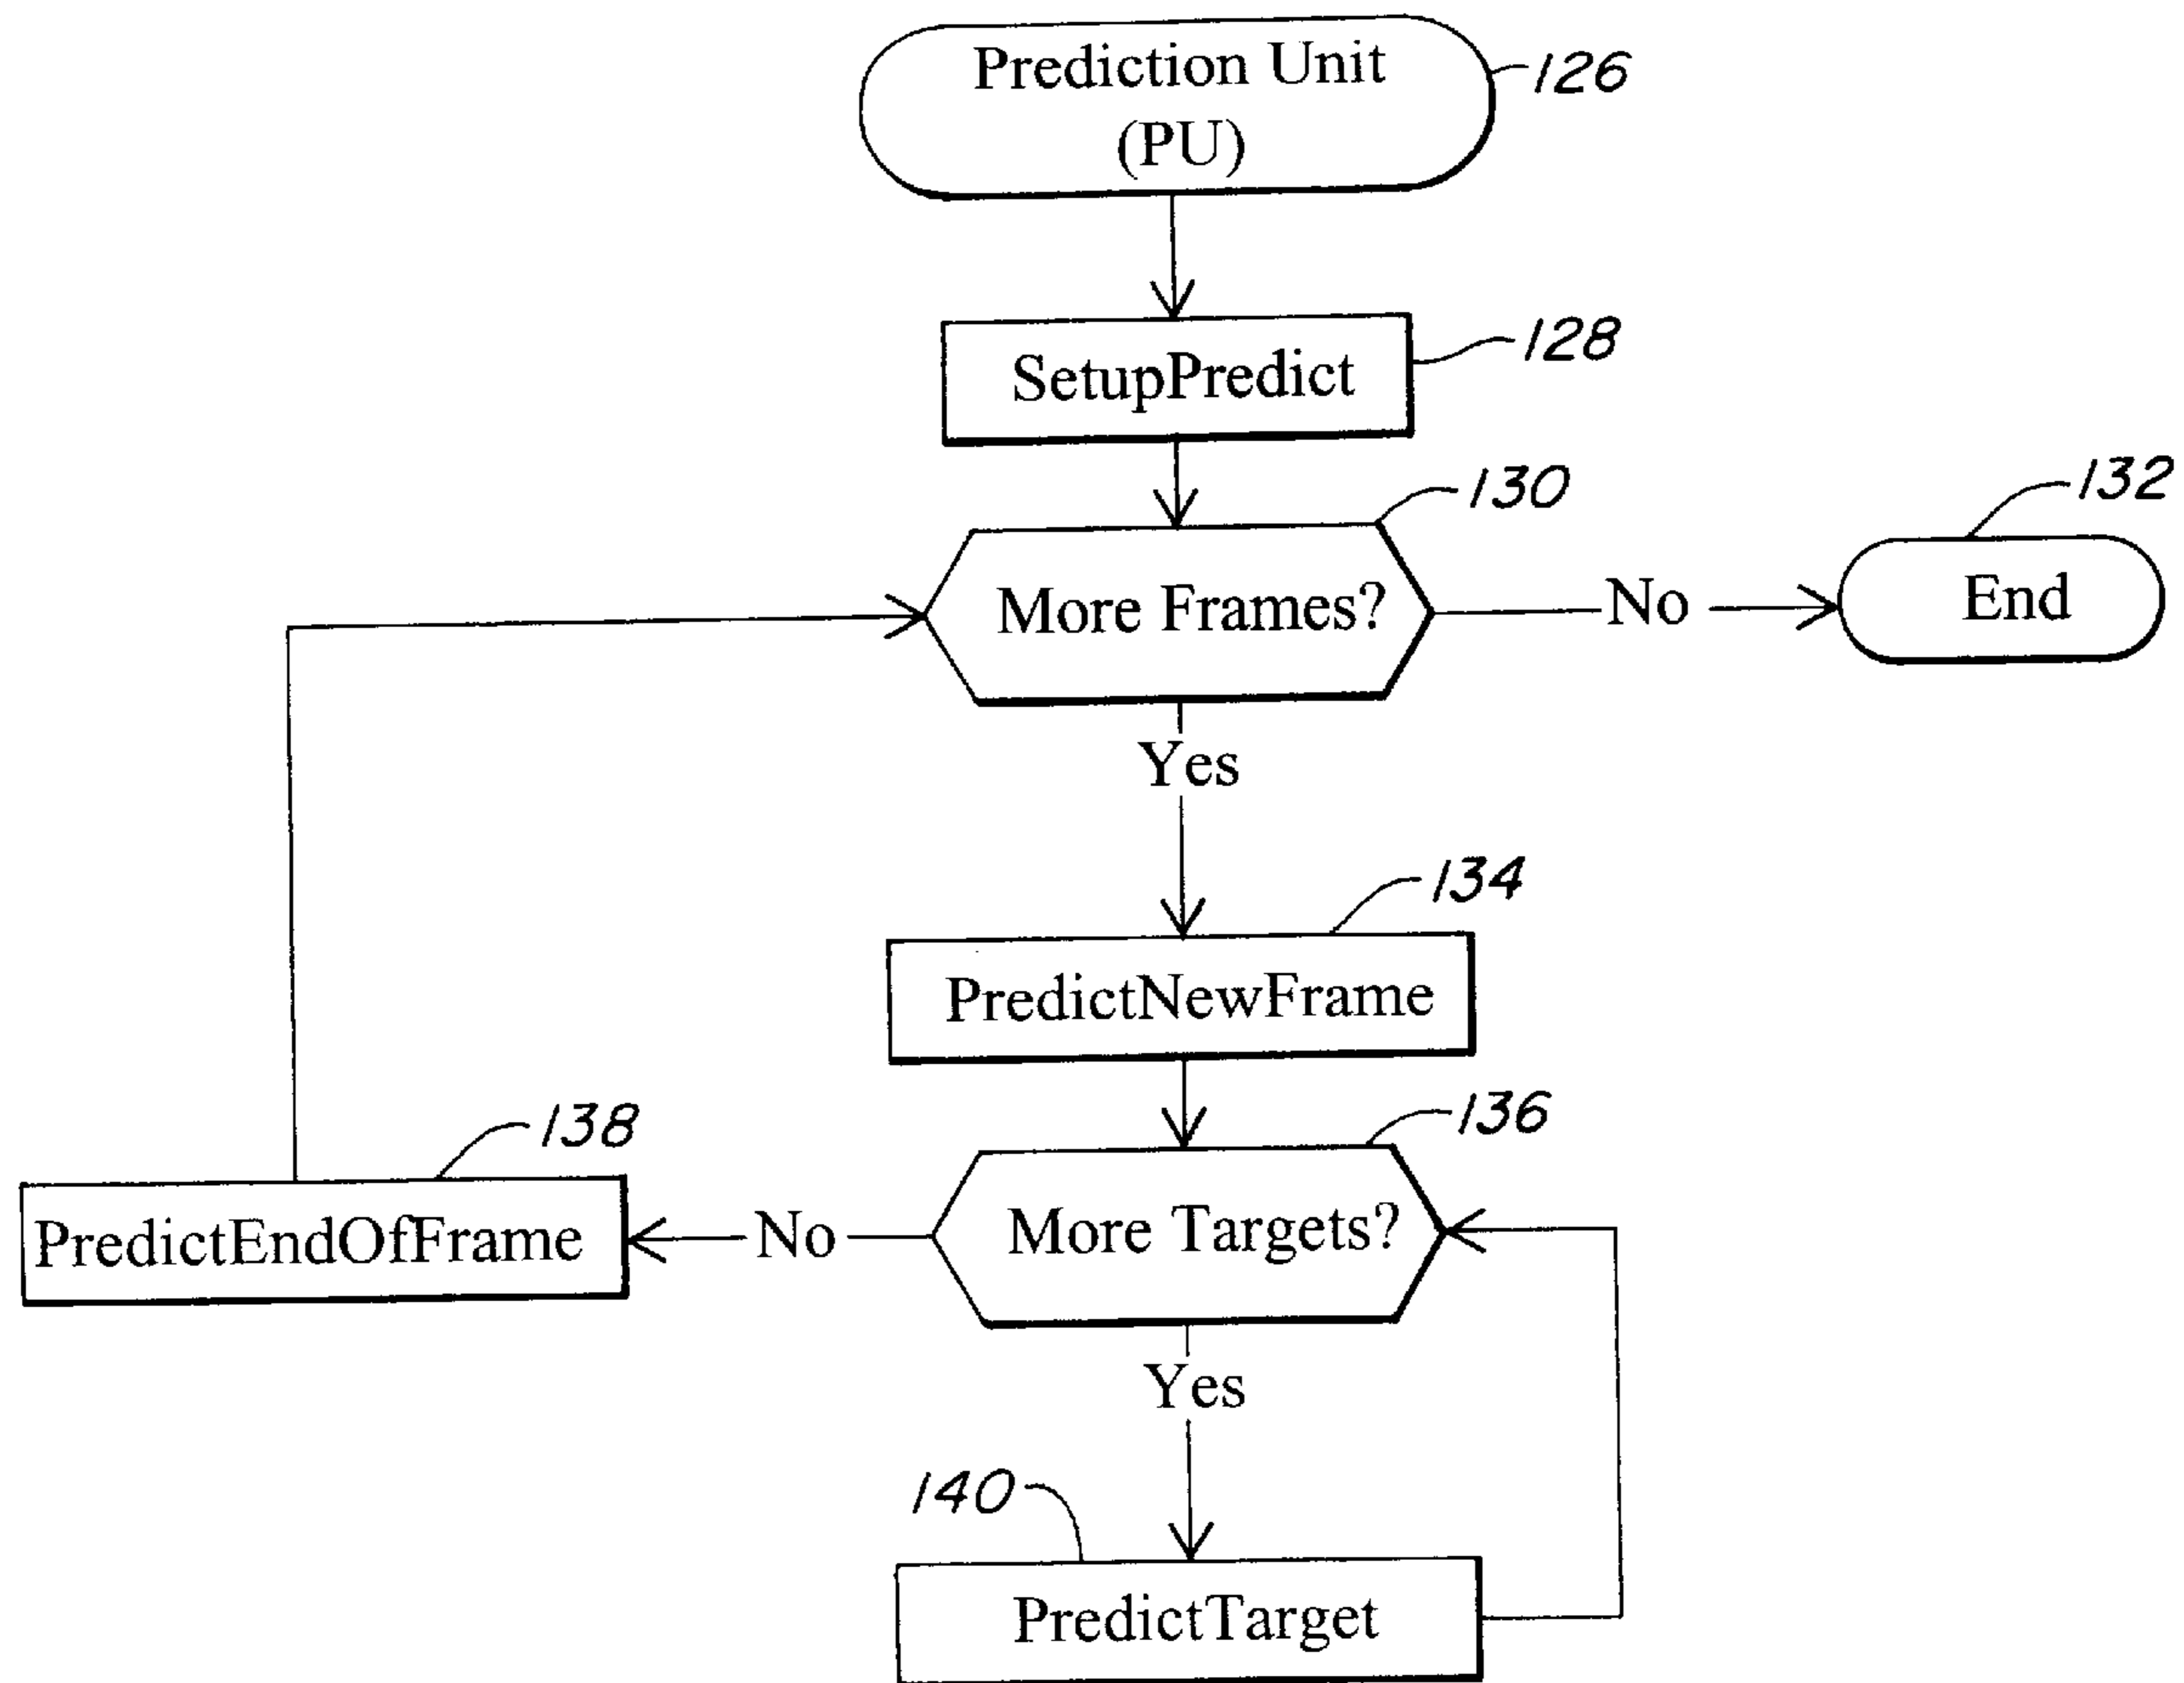 Prediction Unit
(PU)
126
SetupPredict
128
130
132
More Frames?
No
End
Yes
134
PredictNewFrame
136
138
PredictEndOfFrame
No
More Targets?
Yes
140
PredictTarget